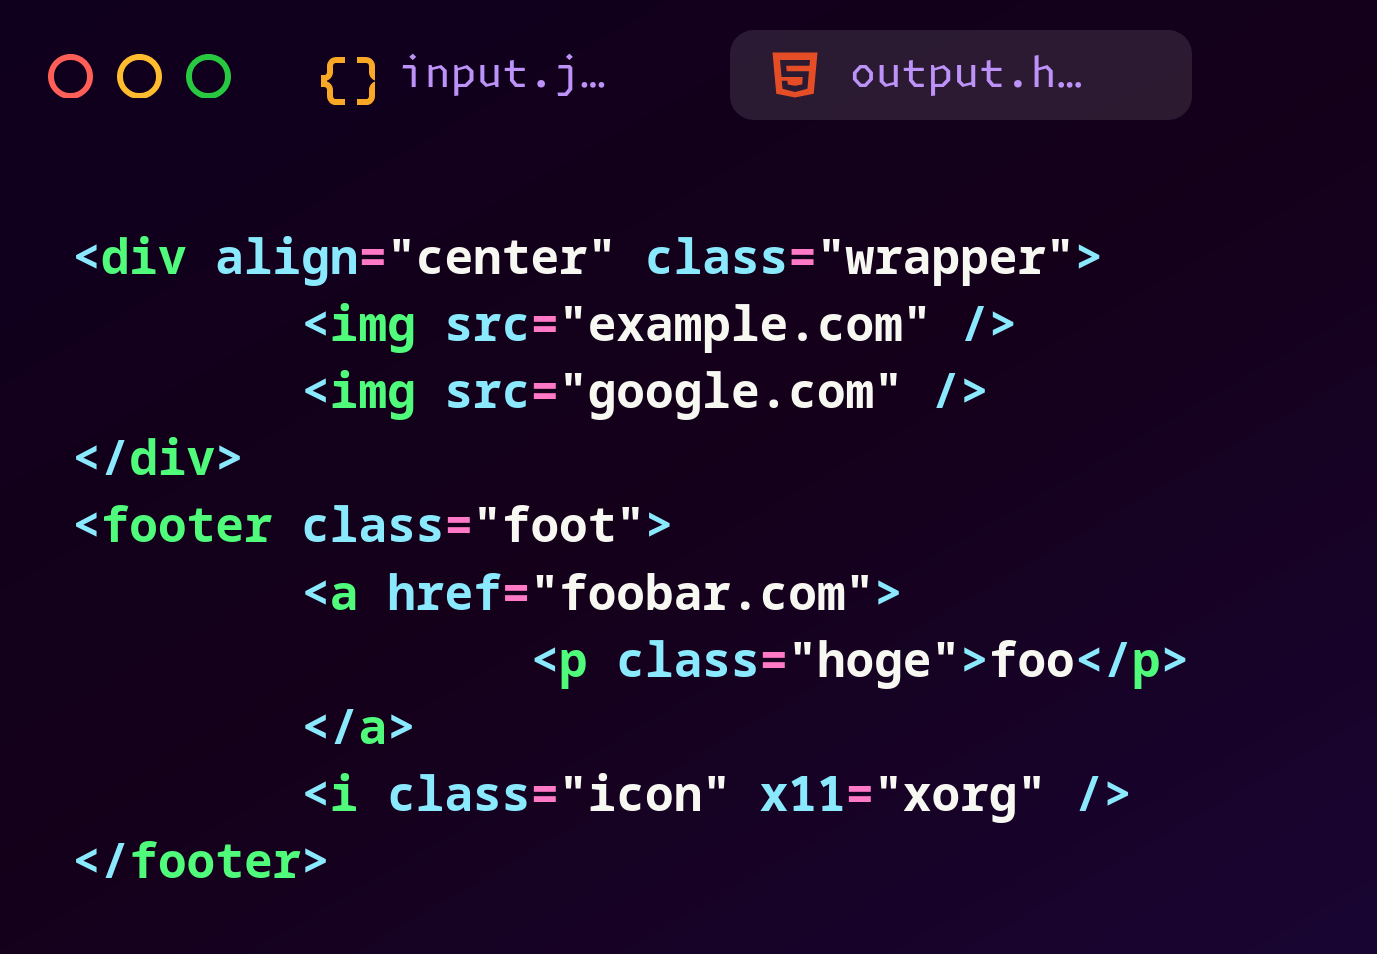 input.j…
output.h…
<div align="center" class="wrapper">
        <img src="example.com" />
        <img src="google.com" />
</div>
<footer class="foot">
        <a href="foobar.com">
                <p class="hoge">foo</p>
        </a>
        <i class="icon" x11="xorg" />
</footer>